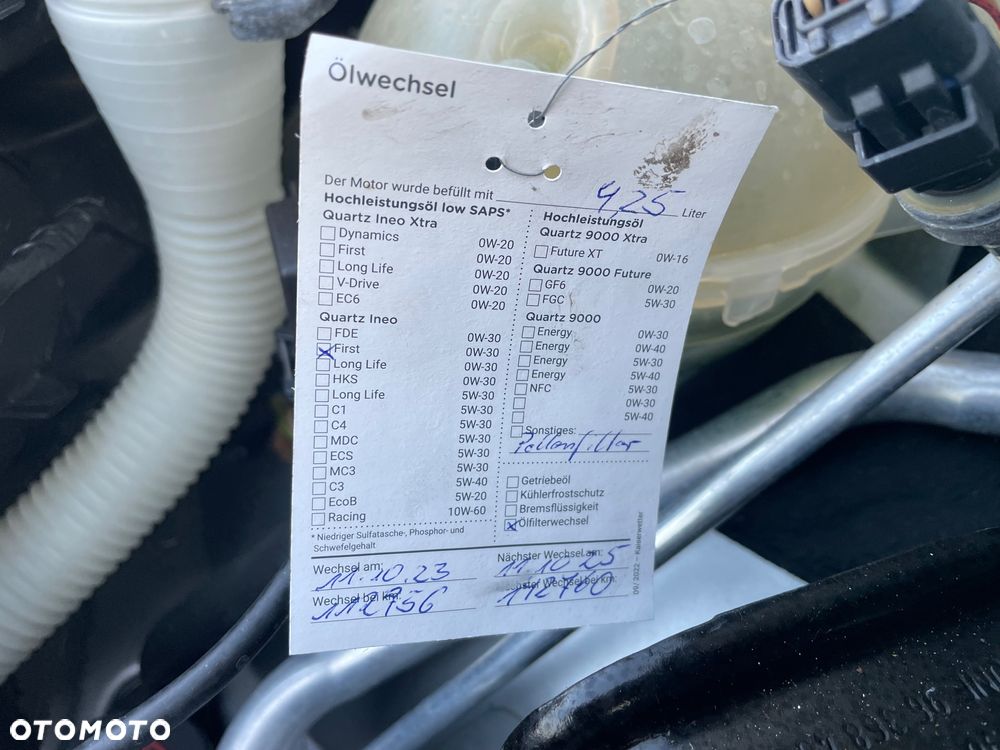 Ölwechsel
Der Motor wurde befüllt mit 4,25 Liter
Hochleistungsöl low SAPS*
Quartz Ineo Xtra
Dynamics 0W-20
First 0W-20
Long Life 0W-20
V-Drive 0W-20
EC6 0W-20
Quartz Ineo
FDE 0W-30
First 0W-30
Long Life 0W-30
HKS 0W-30
Long Life 5W-30
C1 5W-30
C4 5W-30
MDC 5W-30
ECS 5W-30
MC3 5W-30
C3 5W-40
EcoB 5W-20
Racing 10W-60
* Niedriger Sulfatasche-, Phosphor- und
Schwefelgehalt
Hochleistungsöl
Quartz 9000 Xtra
Future XT 0W-16
Quartz 9000 Future
GF6 0W-20
FGC 5W-30
Quartz 9000
Energy 0W-30
Energy 0W-40
Energy 5W-30
Energy 5W-40
NFC 5W-30
0W-30
5W-40
Sonstiges:
Pollenfilter
Getriebeöl
Kühlerfrostschutz
Bremsflüssigkeit
Ölfilterwechsel
Wechsel am: 11.10.23
Nächster Wechsel am: 11.10 25
Wechsel bei km: 112756
Nächster Wechsel bei km:
09/2022 – Kaiserwetter
OTOMOTO